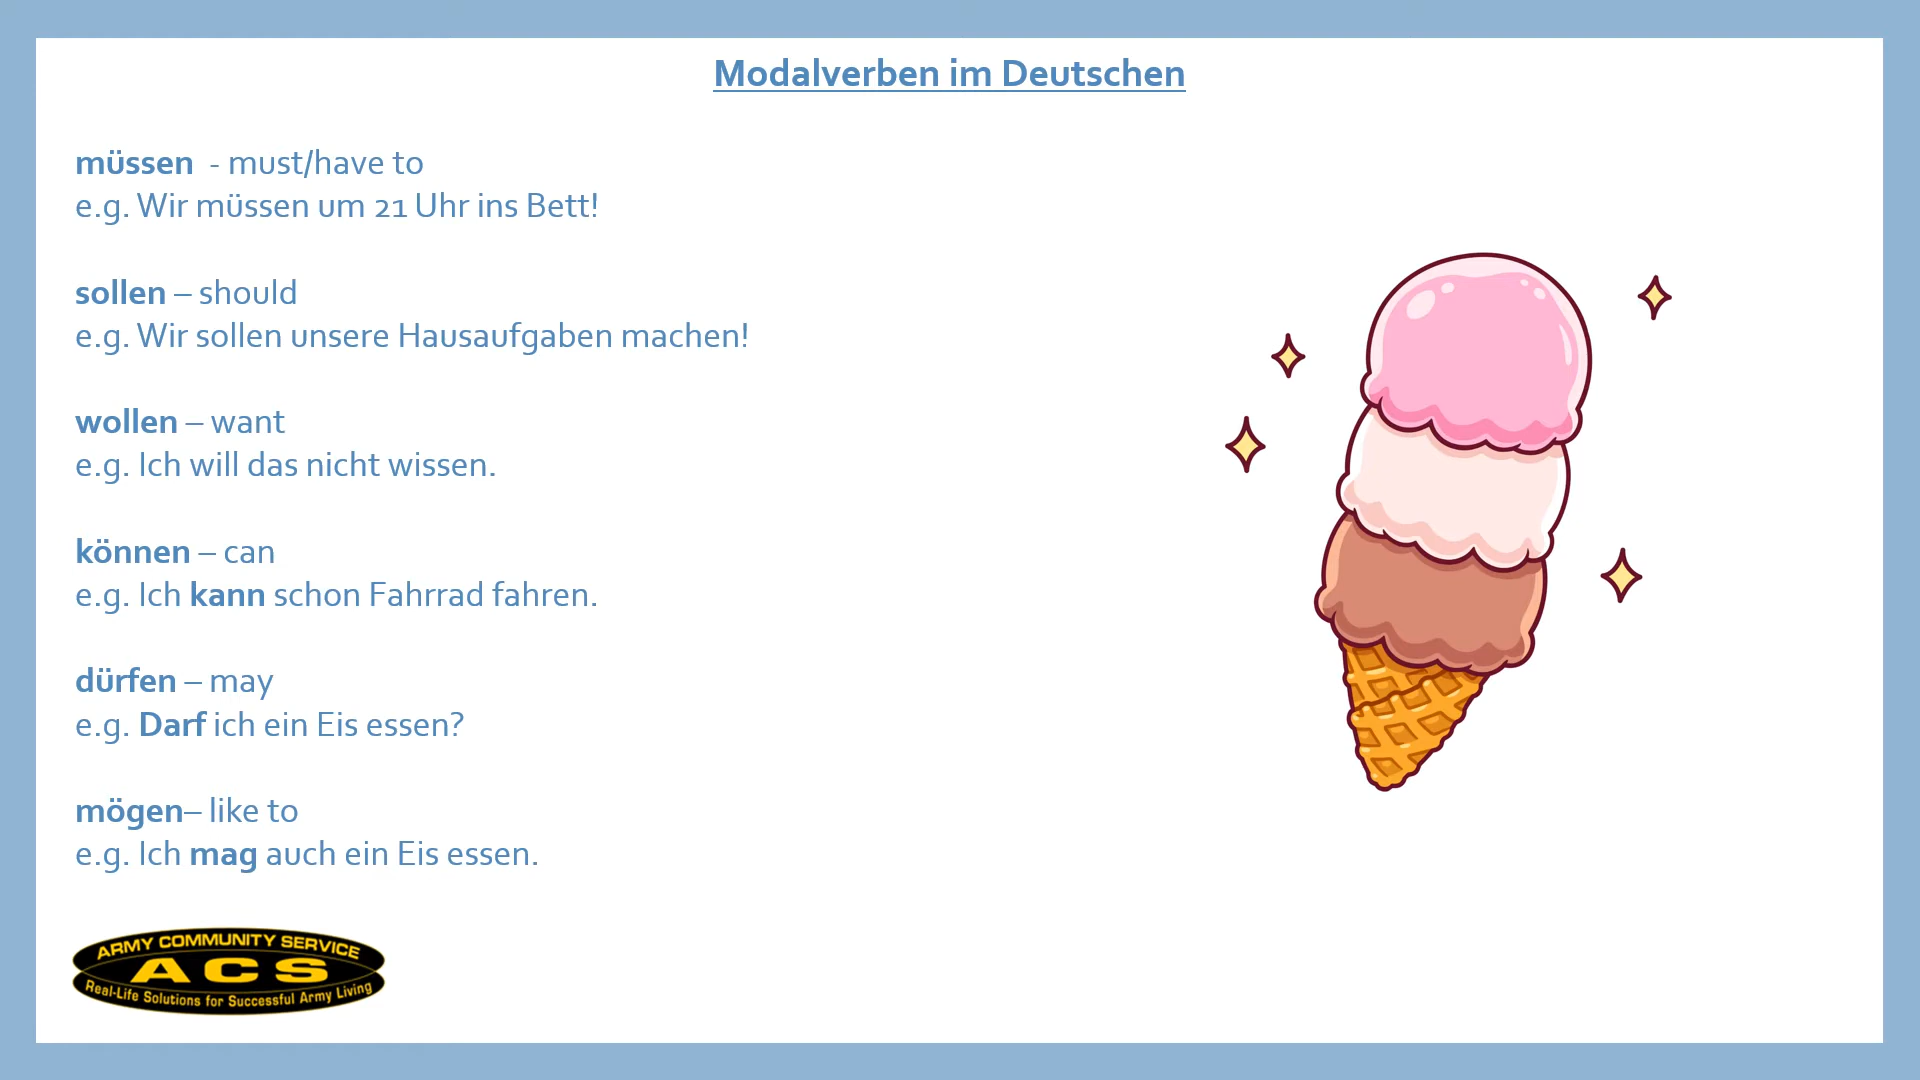 Modalverben im Deutschen
müssen - must/have to
e.g. Wir müssen um 21 Uhr ins Bett!
sollen – should
e.g. Wir sollen unsere Hausaufgaben machen!
wollen – want
e.g. Ich will das nicht wissen.
können – can
e.g. Ich kann schon Fahrrad fahren.
dürfen – may
e.g. Darf ich ein Eis essen?
mögen– like to
e.g. Ich mag auch ein Eis essen.
ARMY COMMUNITY SERVICE
ACS
Real-Life Solutions for Successful Army Living